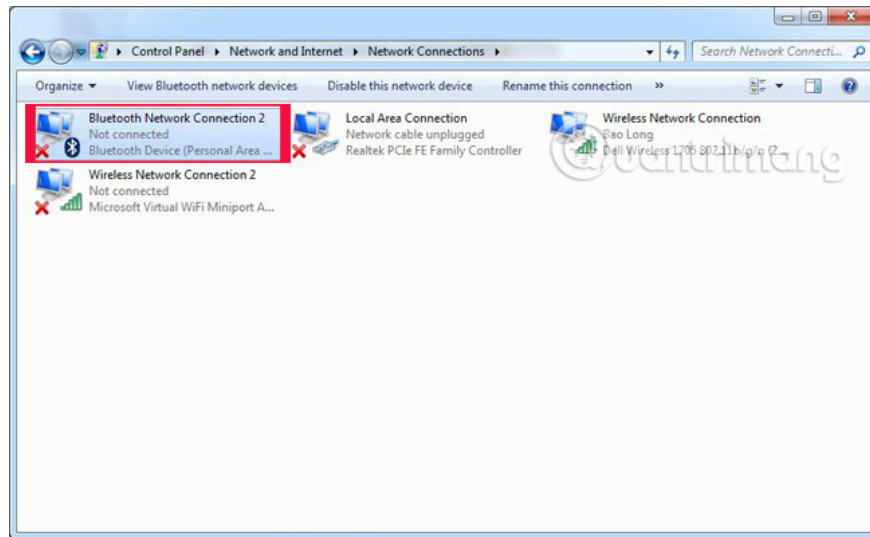 Control Panel Network and Internet Network Connections
Search Network Connecti...
Organize View Bluetooth network devices Disable this network device Rename this connection »
Bluetooth Network Connection 2
Not connected
Bluetooth Device (Personal Area ...
Local Area Connection
Network cable unplugged
Realtek PCIe FE Family Controller
Wireless Network Connection
Bao Long
Dell Wireless 1706 802.11b/g/n (2....
Quantrimang
Wireless Network Connection 2
Not connected
Microsoft Virtual WiFi Miniport A...